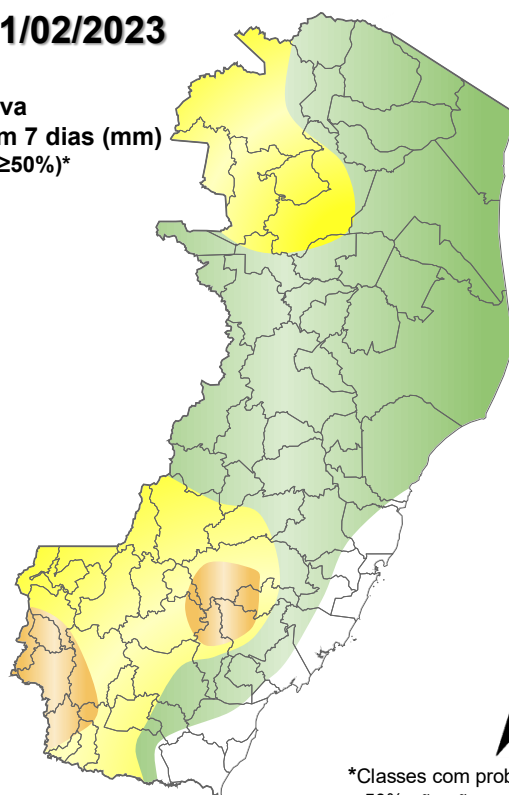 1/02/2023
va
m 7 dias (mm)
≥50%)*
*Classes com prob